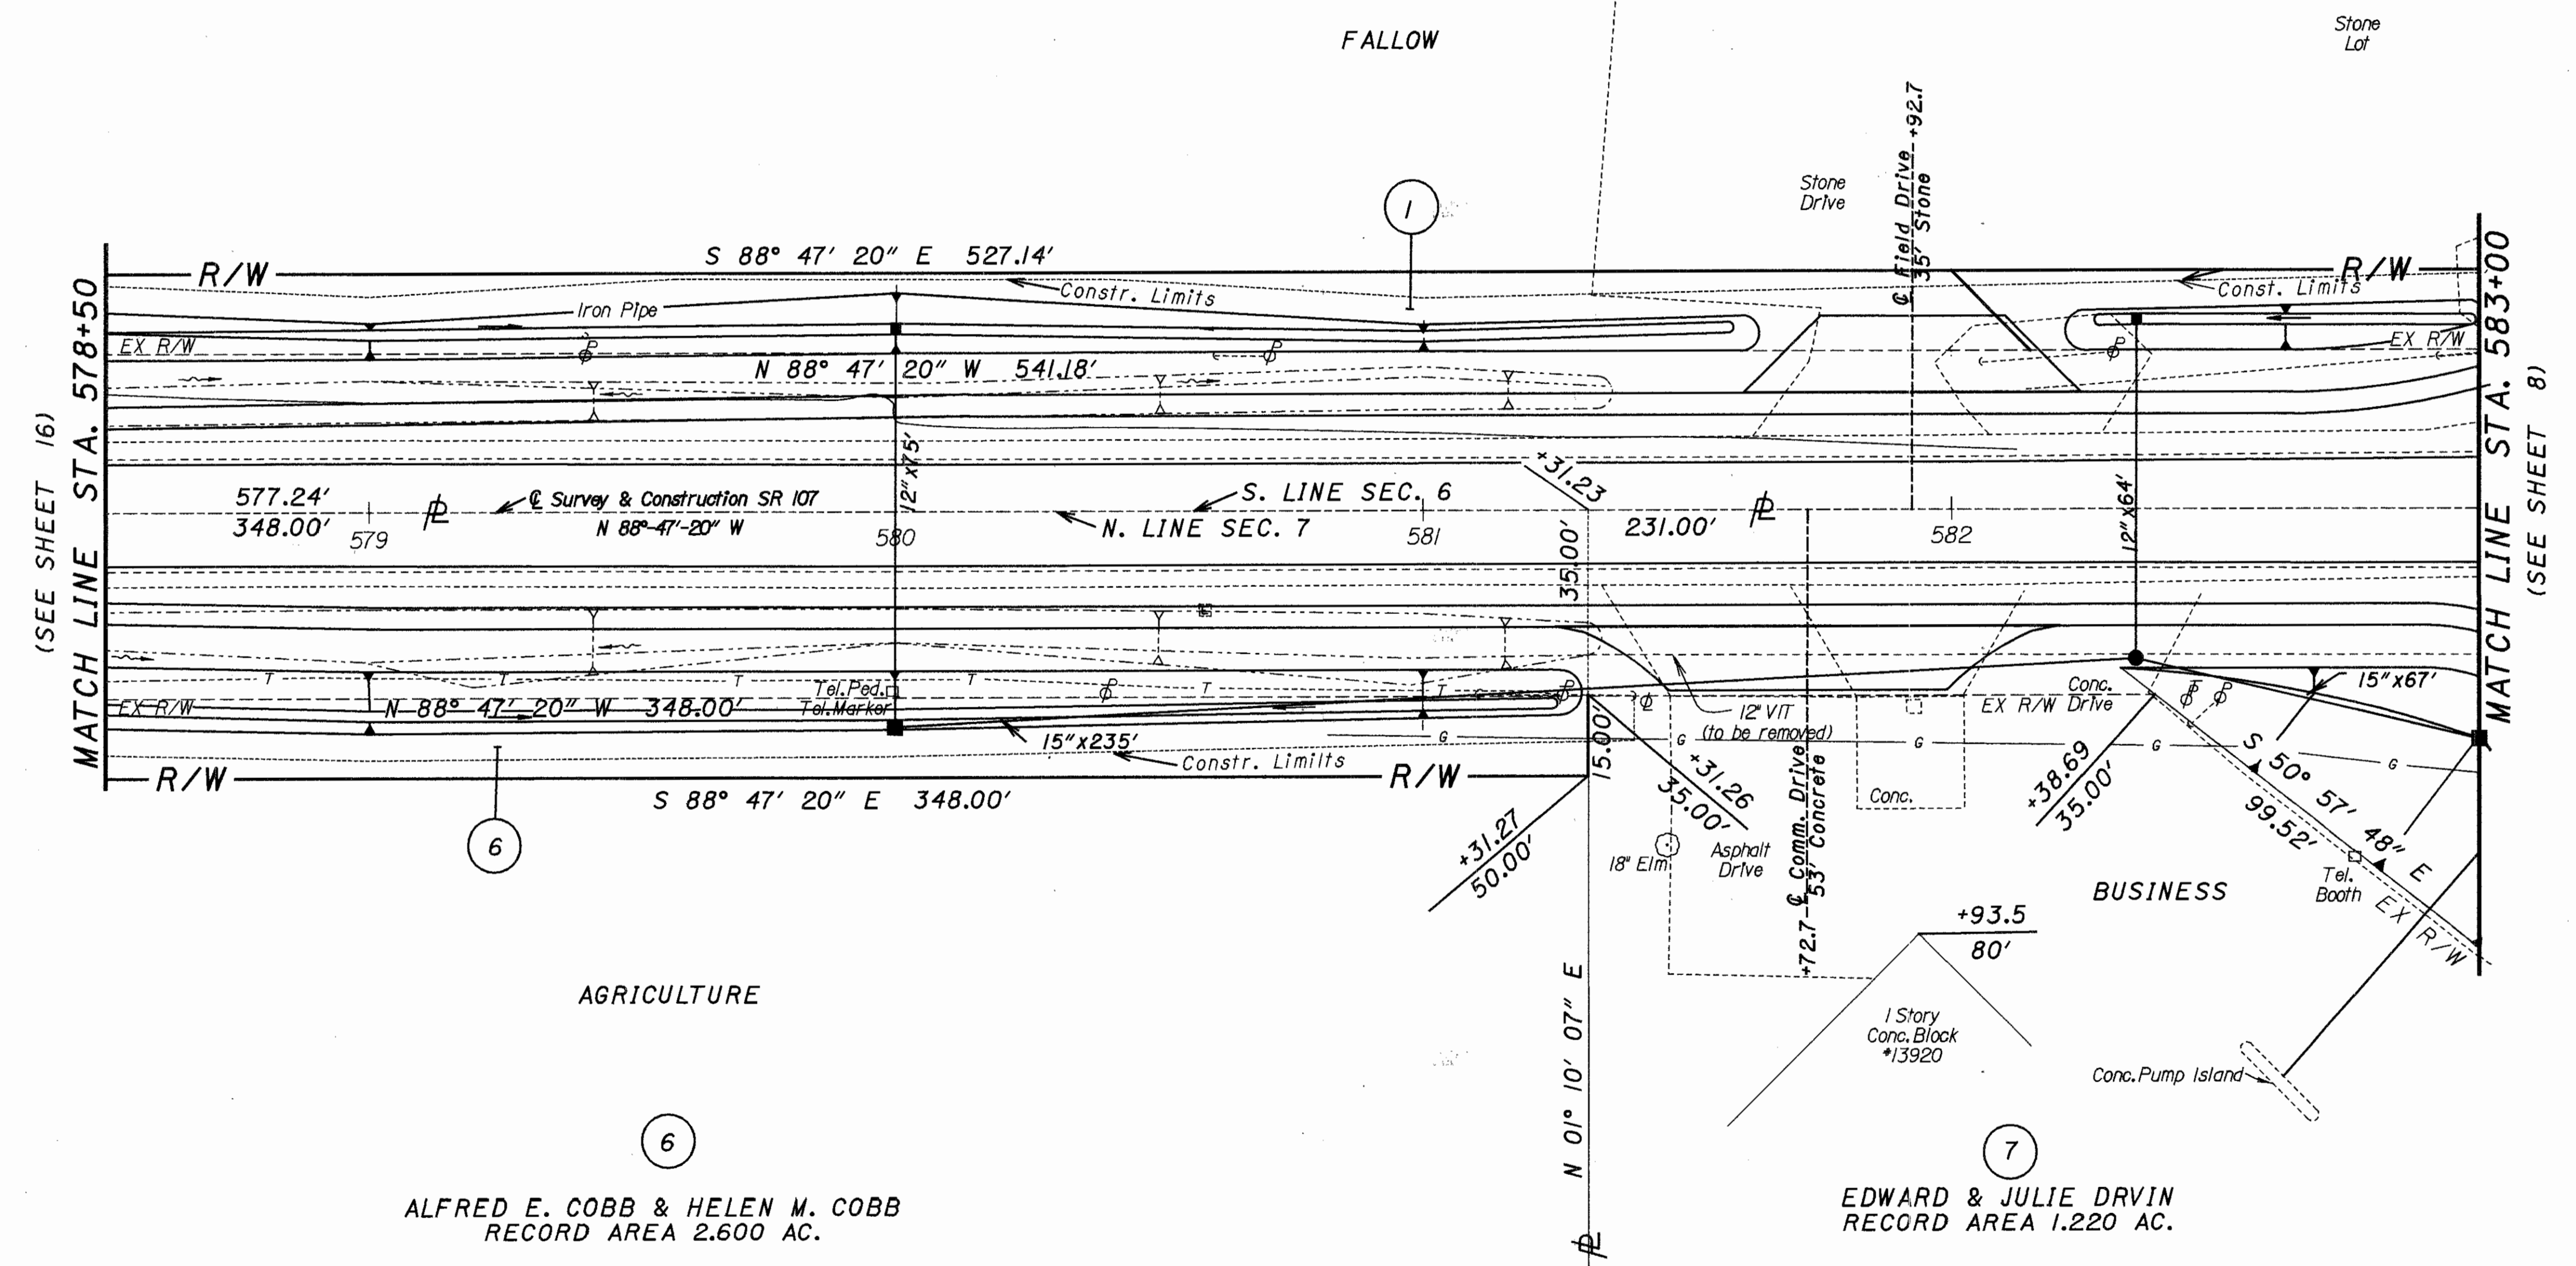 FALLOW
Stone
Lot
Stone
Drive
℄ Field Drive +92.7
35' Stone
1
S 88° 47' 20" E 527.14'
R/W
R/W
Constr. Limits
Const. Limits
Iron Pipe
EX R/W
EX R/W
N 88° 47' 20" W 541.18'
(SEE SHEET 16)
MATCH LINE STA. 578+50
MATCH LINE STA. 583+00
(SEE SHEET 8)
12"x75'
12"x64'
+31.23
577.24'
348.00'
℄ Survey & Construction SR 107
N 88°-47'-20" W
S. LINE SEC. 6
N. LINE SEC. 7
231.00'
35.00'
579
580
581
582
T T T T T T
Tel. Ped.
Tel. Marker
EX R/W
N 88° 47' 20" W 348.00'
15"x235'
G G G G G
12" VIT
(to be removed)
Conc.
Drive
EX R/W
15"x67'
Constr. Limilts
R/W
R/W
S 88° 47' 20" E 348.00'
15.00'
+31.26
35.00'
+31.27
50.00'
+38.69
35.00'
S 50° 57' 48" E
99.52'
EX R/W
6
Conc.
18" Elm
Asphalt
Drive
+72.7 ℄ Comm. Drive
53' Concrete
Tel.
Booth
BUSINESS
+93.5
80'
AGRICULTURE
1 Story
Conc. Block
#13920
Conc. Pump Island
N 01° 10' 07" E
6
ALFRED E. COBB & HELEN M. COBB
RECORD AREA 2.600 AC.
7
EDWARD & JULIE DRVIN
RECORD AREA 1.220 AC.